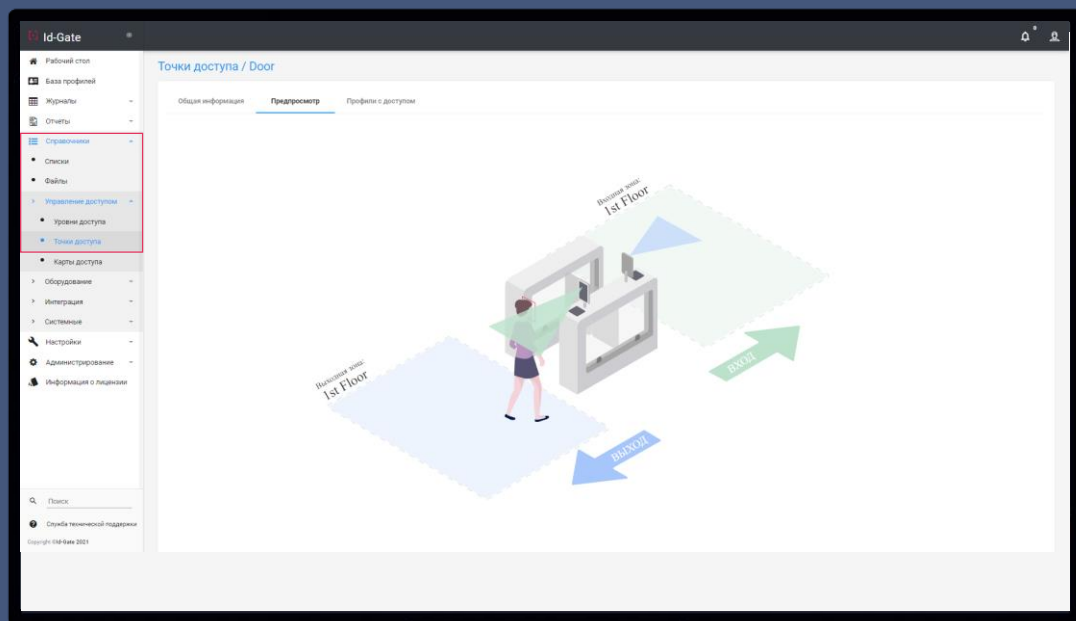 Id-Gate
Рабочий стол
База профилей
Журналы
Отчеты
Справочники
Списки
Файлы
Управление доступом
Уровни доступа
Точки доступа
Карты доступа
Оборудование
Интеграция
Системные
Настройки
Администрирование
Информация о лицензии
Поиск
Служба технической поддержки
Copyright ©Id-Gate 2021
Точки доступа / Door
Общая информация Предпросмотр Профили с доступом
Входная зона:
1st Floor
ВХОД
Выходная зона:
1st Floor
ВЫХОД